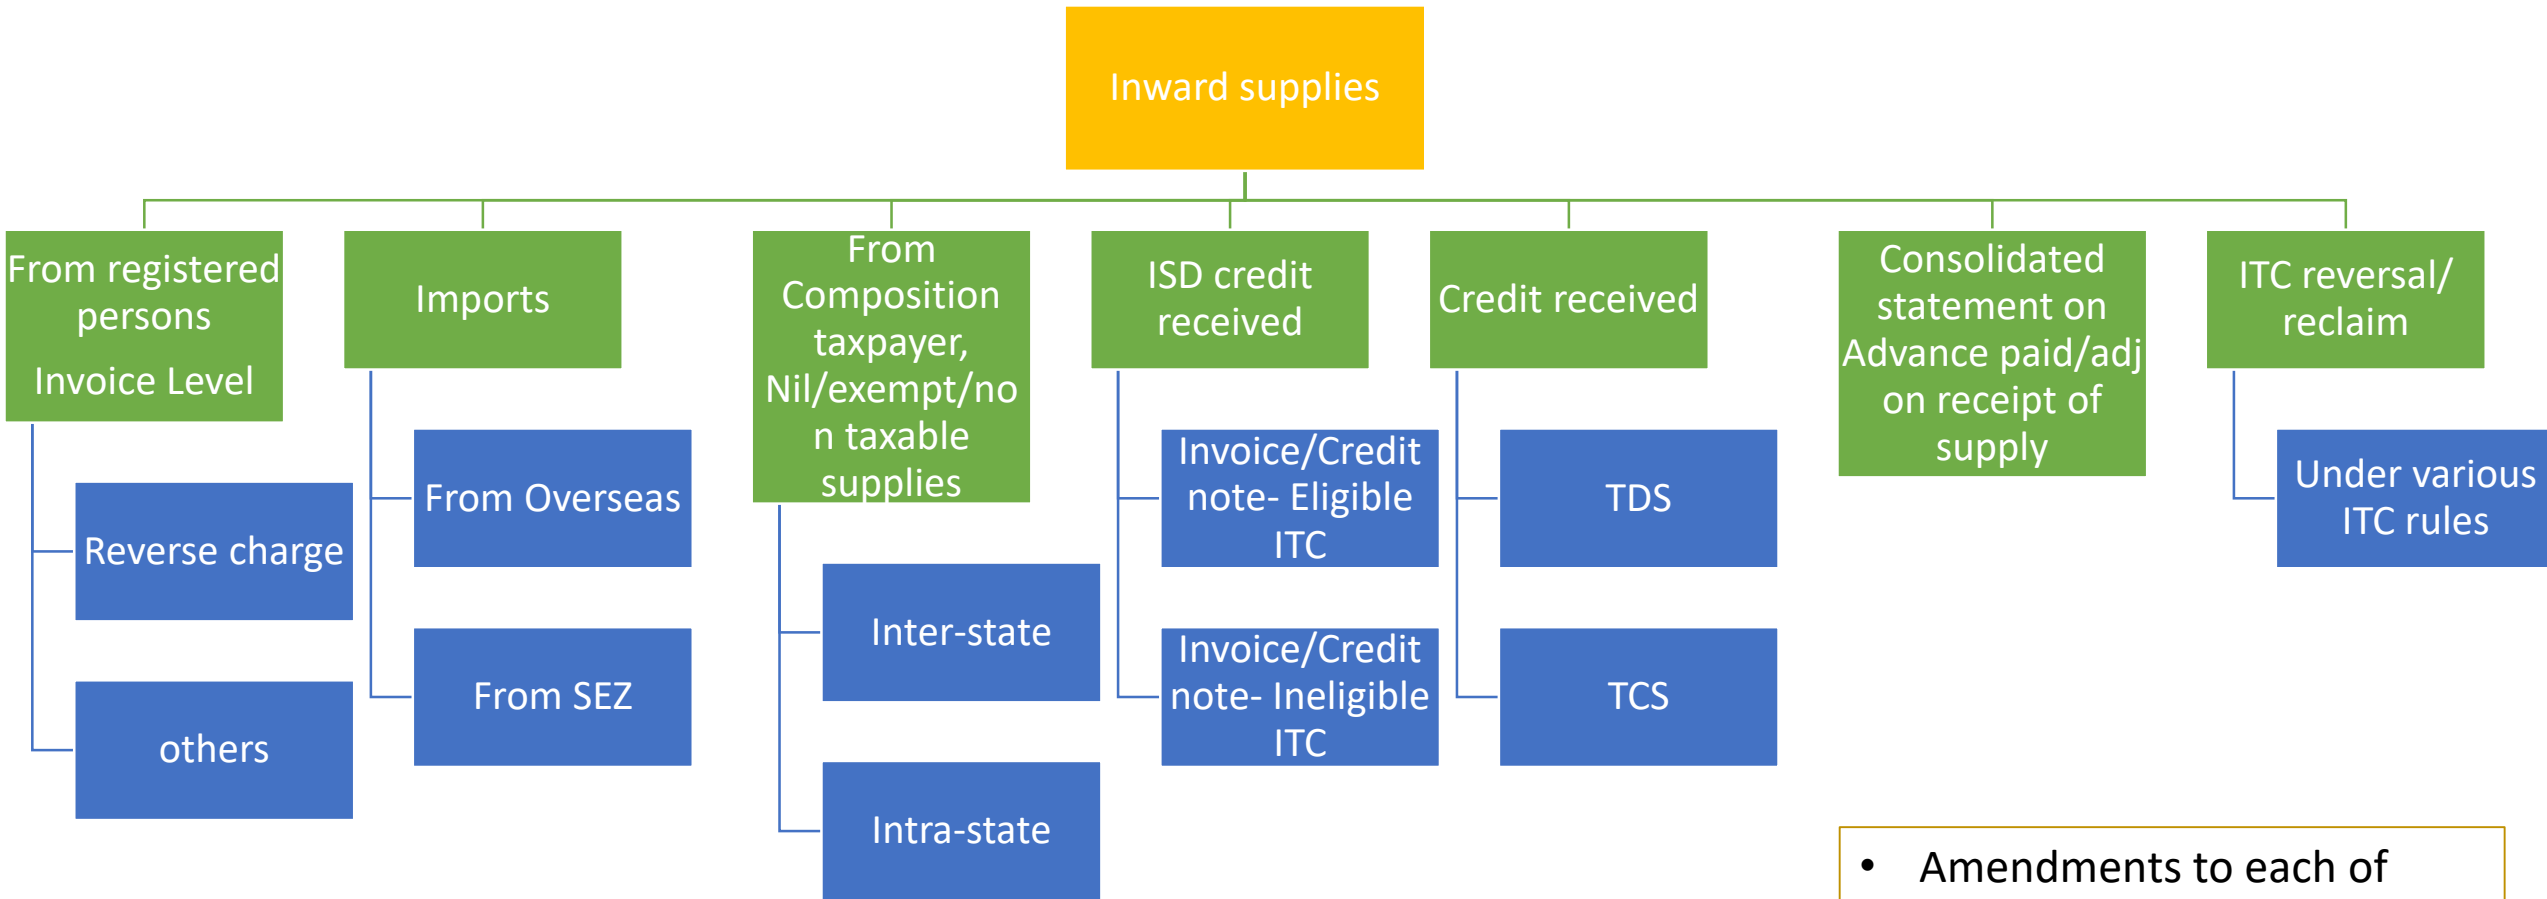 Inward supplies
From registered
persons
Invoice Level
Reverse charge
others
Imports
From Overseas
From SEZ
From
Composition
taxpayer,
Nil/exempt/no
n taxable
supplies
Inter-state
Intra-state
ISD credit
received
Invoice/Credit
note- Eligible
ITC
Invoice/Credit
note- Ineligible
ITC
Credit received
TDS
TCS
Consolidated
statement on
Advance paid/adj
on receipt of
supply
ITC reversal/
reclaim
Under various
ITC rules
• Amendments to each of